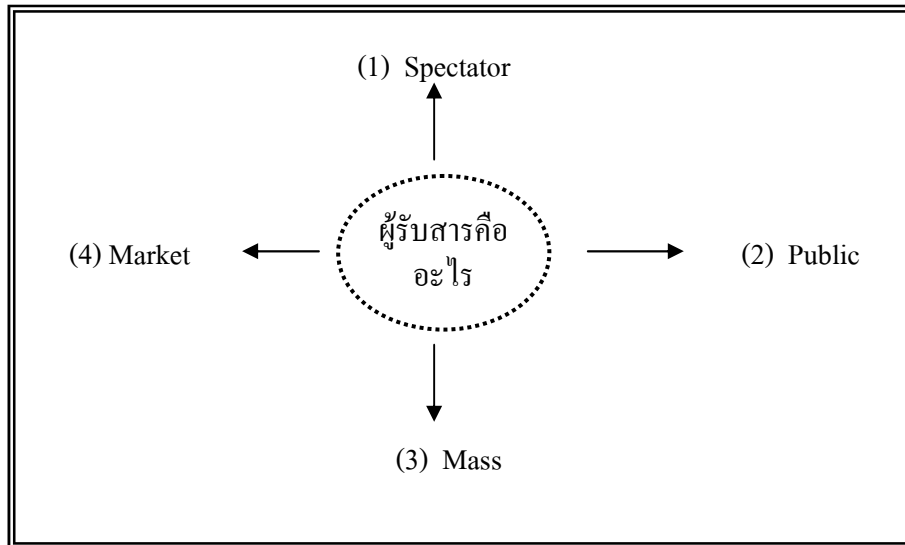 (1) Spectator
ผู้รับสารคือ
อะไร
(4) Market
(2) Public
(3) Mass